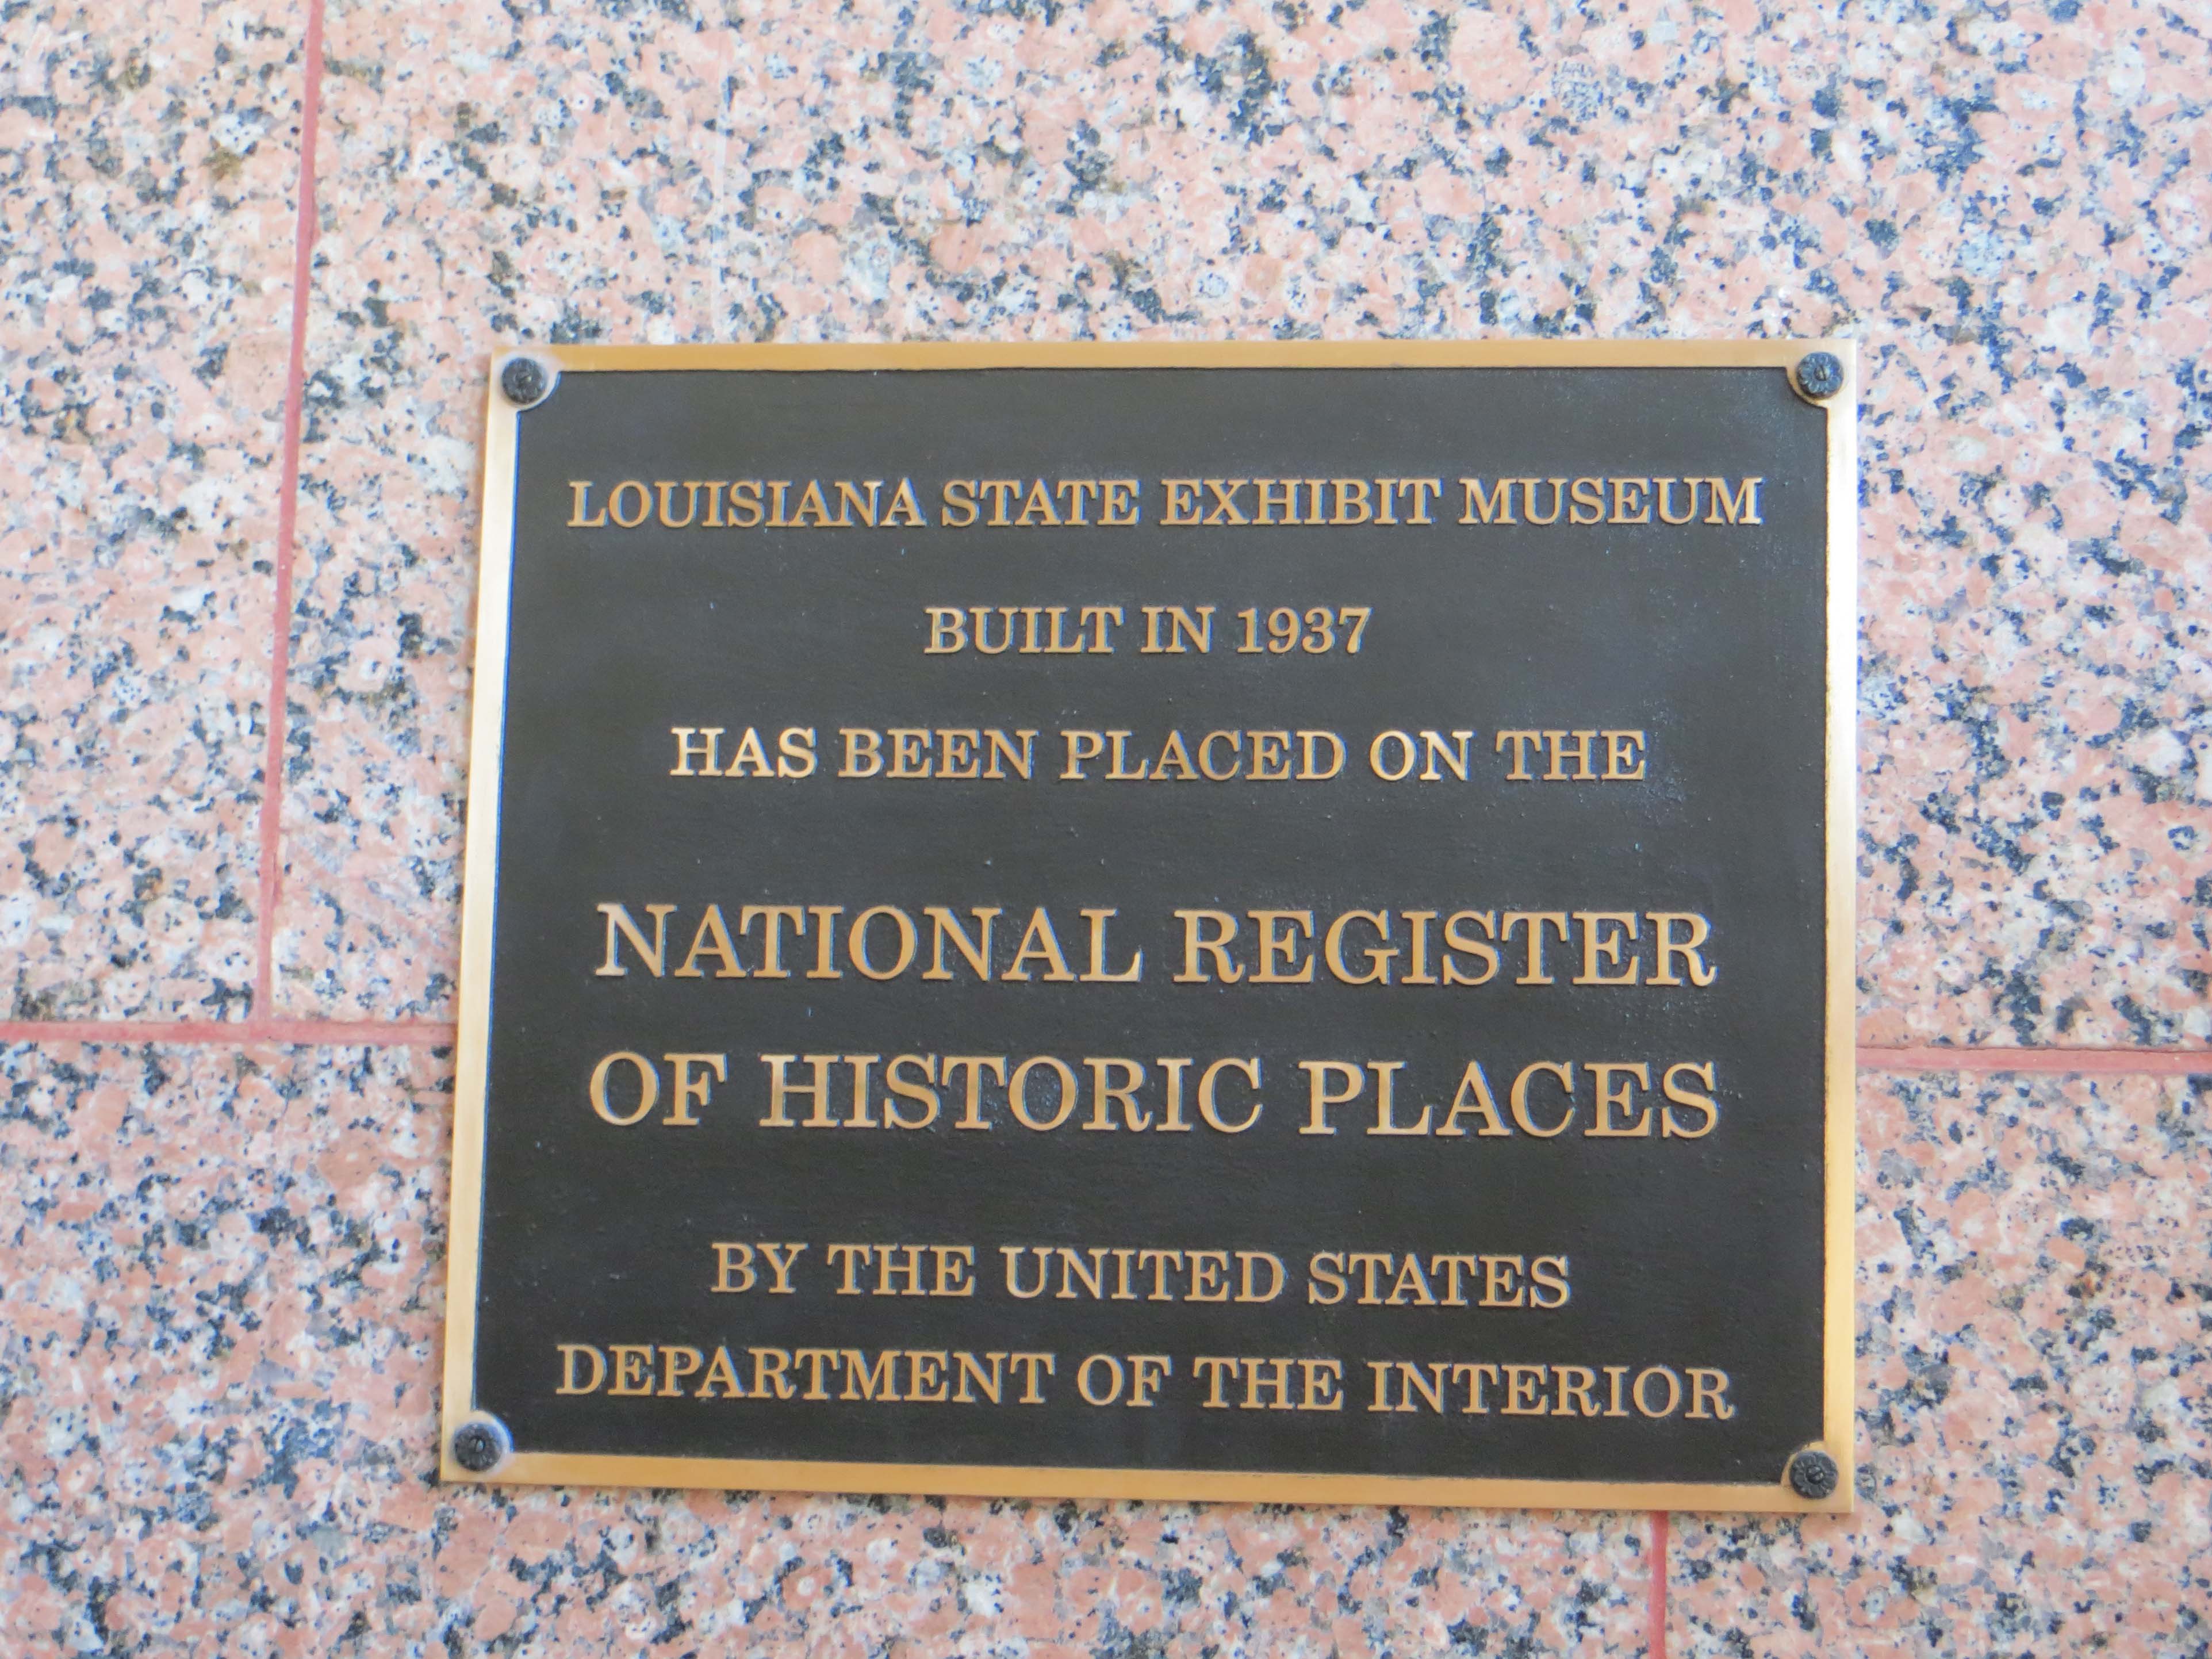 LOUISIANA STATE EXHIBIT MUSEUM
BUILT IN 1937
HAS BEEN PLACED ON THE
NATIONAL REGISTER
OF HISTORIC PLACES
BY THE UNITED STATES
DEPARTMENT OF THE INTERIOR